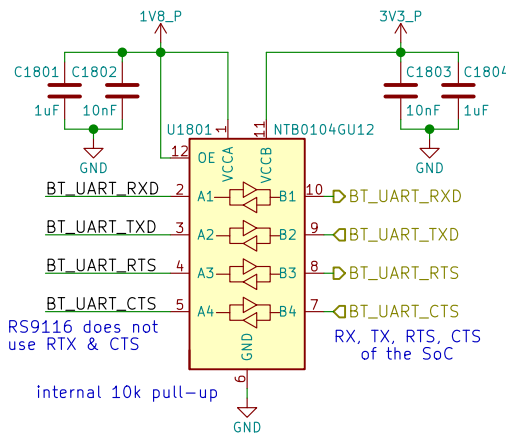 1V8_P 3V3_P
C1801 C1802 C1803 C1804
1uF 10nF 10nF 1uF
GND GND
U1801 1 11 NTB0104GU12
12 OE VCCA VCCB
BT_UART_RXD 2 A1 B1 10 BT_UART_RXD
BT_UART_TXD 3 A2 B2 9 BT_UART_TXD
BT_UART_RTS 4 A3 B3 8 BT_UART_RTS
BT_UART_CTS 5 A4 B4 7 BT_UART_CTS
RS9116 does not
use RTX & CTS
RX, TX, RTS, CTS
of the SoC
GND
internal 10k pull-up
6
GND